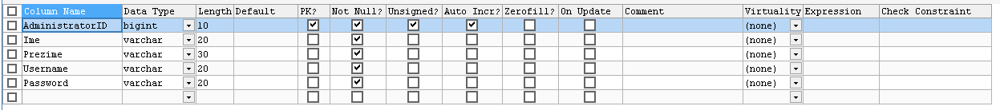 Column Name Data Type Length Default PK? Not Null? Unsigned? Auto Incr? Zerofill? On Update Comment Virtuality Expression Check Constraint
AdministratorID bigint 10 (none)
Ime varchar 20 (none)
Prezime varchar 30 (none)
Username varchar 20 (none)
Password varchar 20 (none)